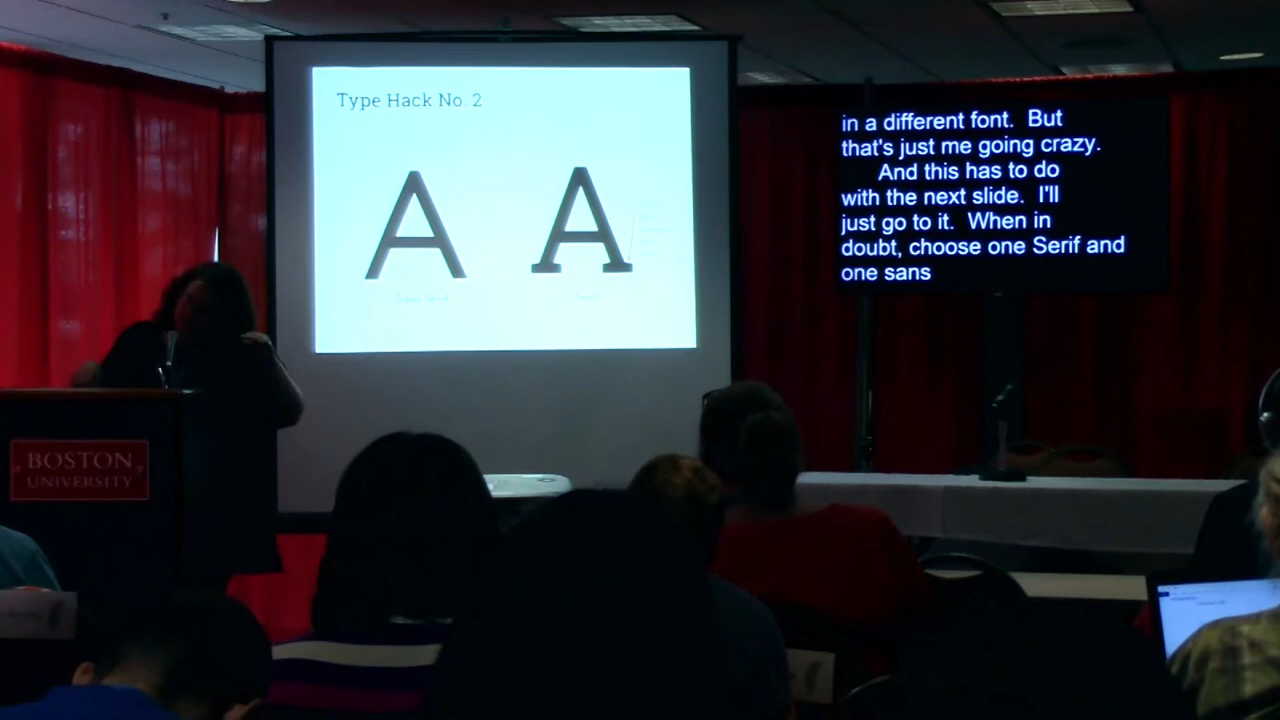 Type Hack No. 2
A A
Sans Serif
in a different font. But
that's just me going crazy.
And this has to do
with the next slide. I'll
just go to it. When in
doubt, choose one Serif and
one sans
BOSTON
UNIVERSITY